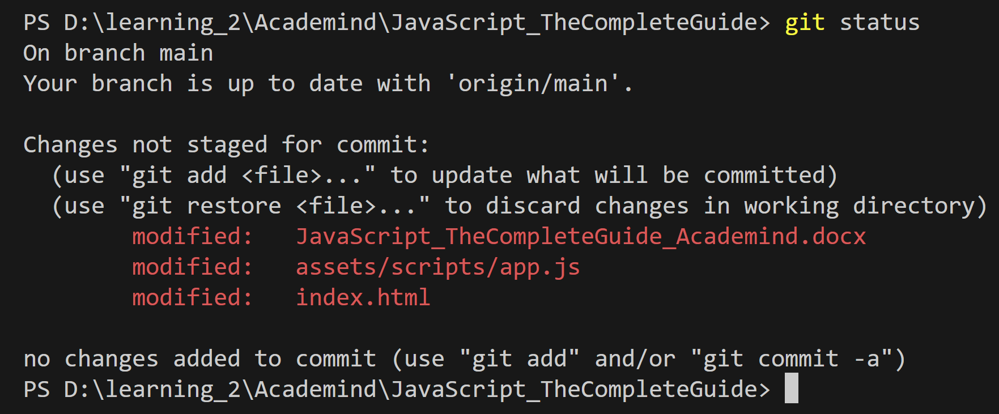 PS D:\learning_2\Academind\JavaScript_TheCompleteGuide> git status
On branch main
Your branch is up to date with 'origin/main'.

Changes not staged for commit:
  (use "git add <file>..." to update what will be committed)
  (use "git restore <file>..." to discard changes in working directory)
        modified:   JavaScript_TheCompleteGuide_Academind.docx
        modified:   assets/scripts/app.js
        modified:   index.html

no changes added to commit (use "git add" and/or "git commit -a")
PS D:\learning_2\Academind\JavaScript_TheCompleteGuide>